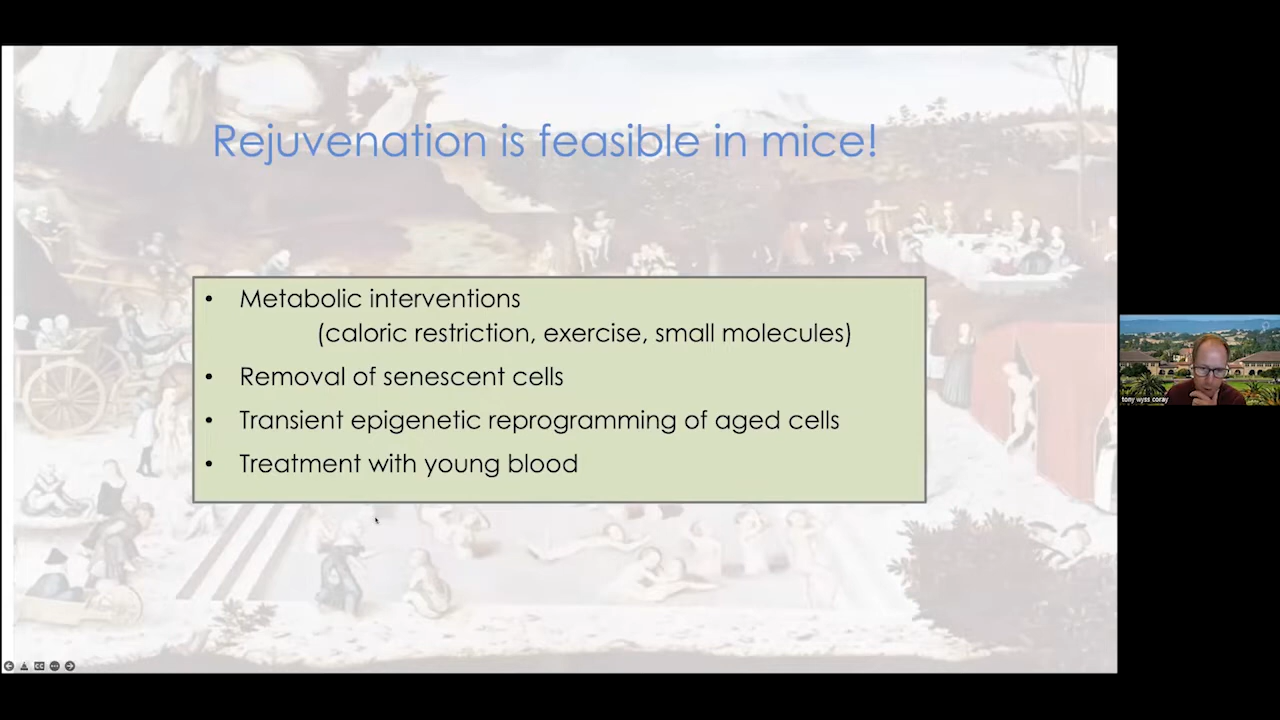 Rejuvenation is feasible in mice!
• Metabolic interventions
(caloric restriction, exercise, small molecules)
• Removal of senescent cells
• Transient epigenetic reprogramming of aged cells
• Treatment with young blood
tony wyss coray